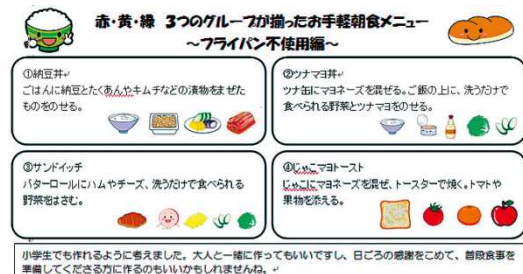 赤・黄・緑 3つのグループが揃ったお手軽朝食メニュー
～フライパン不使用編～
①納豆丼
ごはんに納豆とたくあんやキムチなどの漬物をまぜた
ものをのせる。
②ツナマヨ丼
ツナ缶にマヨネーズを混ぜる。ご飯の上に、洗うだけで
食べられる野菜とツナマヨをのせる。
③サンドイッチ
バターロールにハムやチーズ、洗うだけで食べられる
野菜をはさむ。
④じゃこマヨトースト
じゃこにマヨネーズを混ぜ、トースターで焼く。トマトや
果物を添える。
小学生でも作れるように考えました。大人と一緒に作ってもいいですし、日ごろの感謝をこめて、普段食事を
準備してくださる方に作るのもいいかもしれませんね。